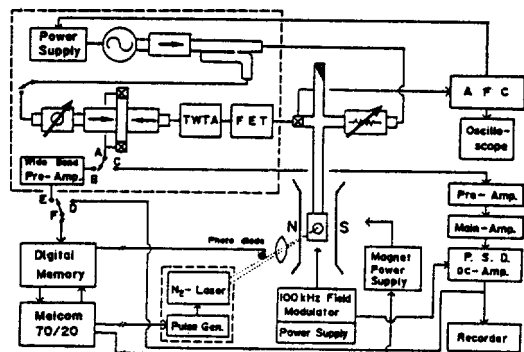 Power
Supply
A F C
Oscille-
scope
TWTA
FET
A
C
B
Wide Band
Pre-Amp.
E
D
F
Pre-Amp.
Main-Amp.
P. S. D.
DC-Amp.
Recorder
N
S
Photo diode
Digital
Memory
N₂-Laser
Pulse Gen.
100kHz Field
Modulator
Power Supply
Magnet
Power
Supply
Melcom
70/20